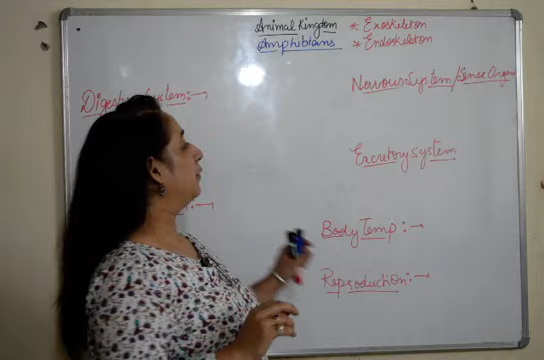 Animal Kingdom
Amphibians
* Exoskeleton
* Endoskeleton
Digestive System:→
:→
Nervous System/Sense Organ
Excretory System
Body Temp:→
Reproduction:→